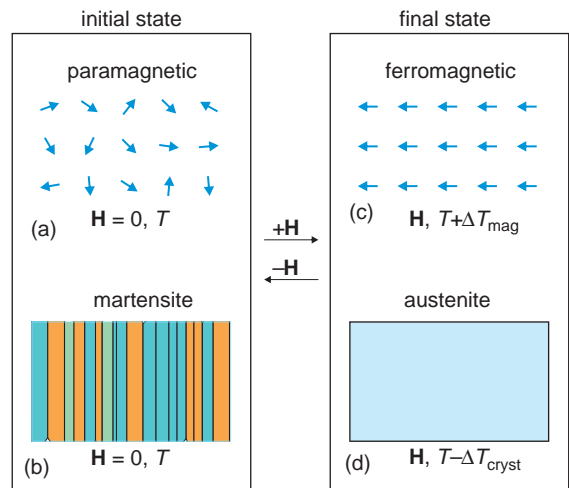 initial state
paramagnetic
(a)
H = 0, T
martensite
(b)
H = 0, T
+H
–H
final state
ferromagnetic
(c)
H, T+ΔTmag
austenite
(d)
H, T–ΔTcryst